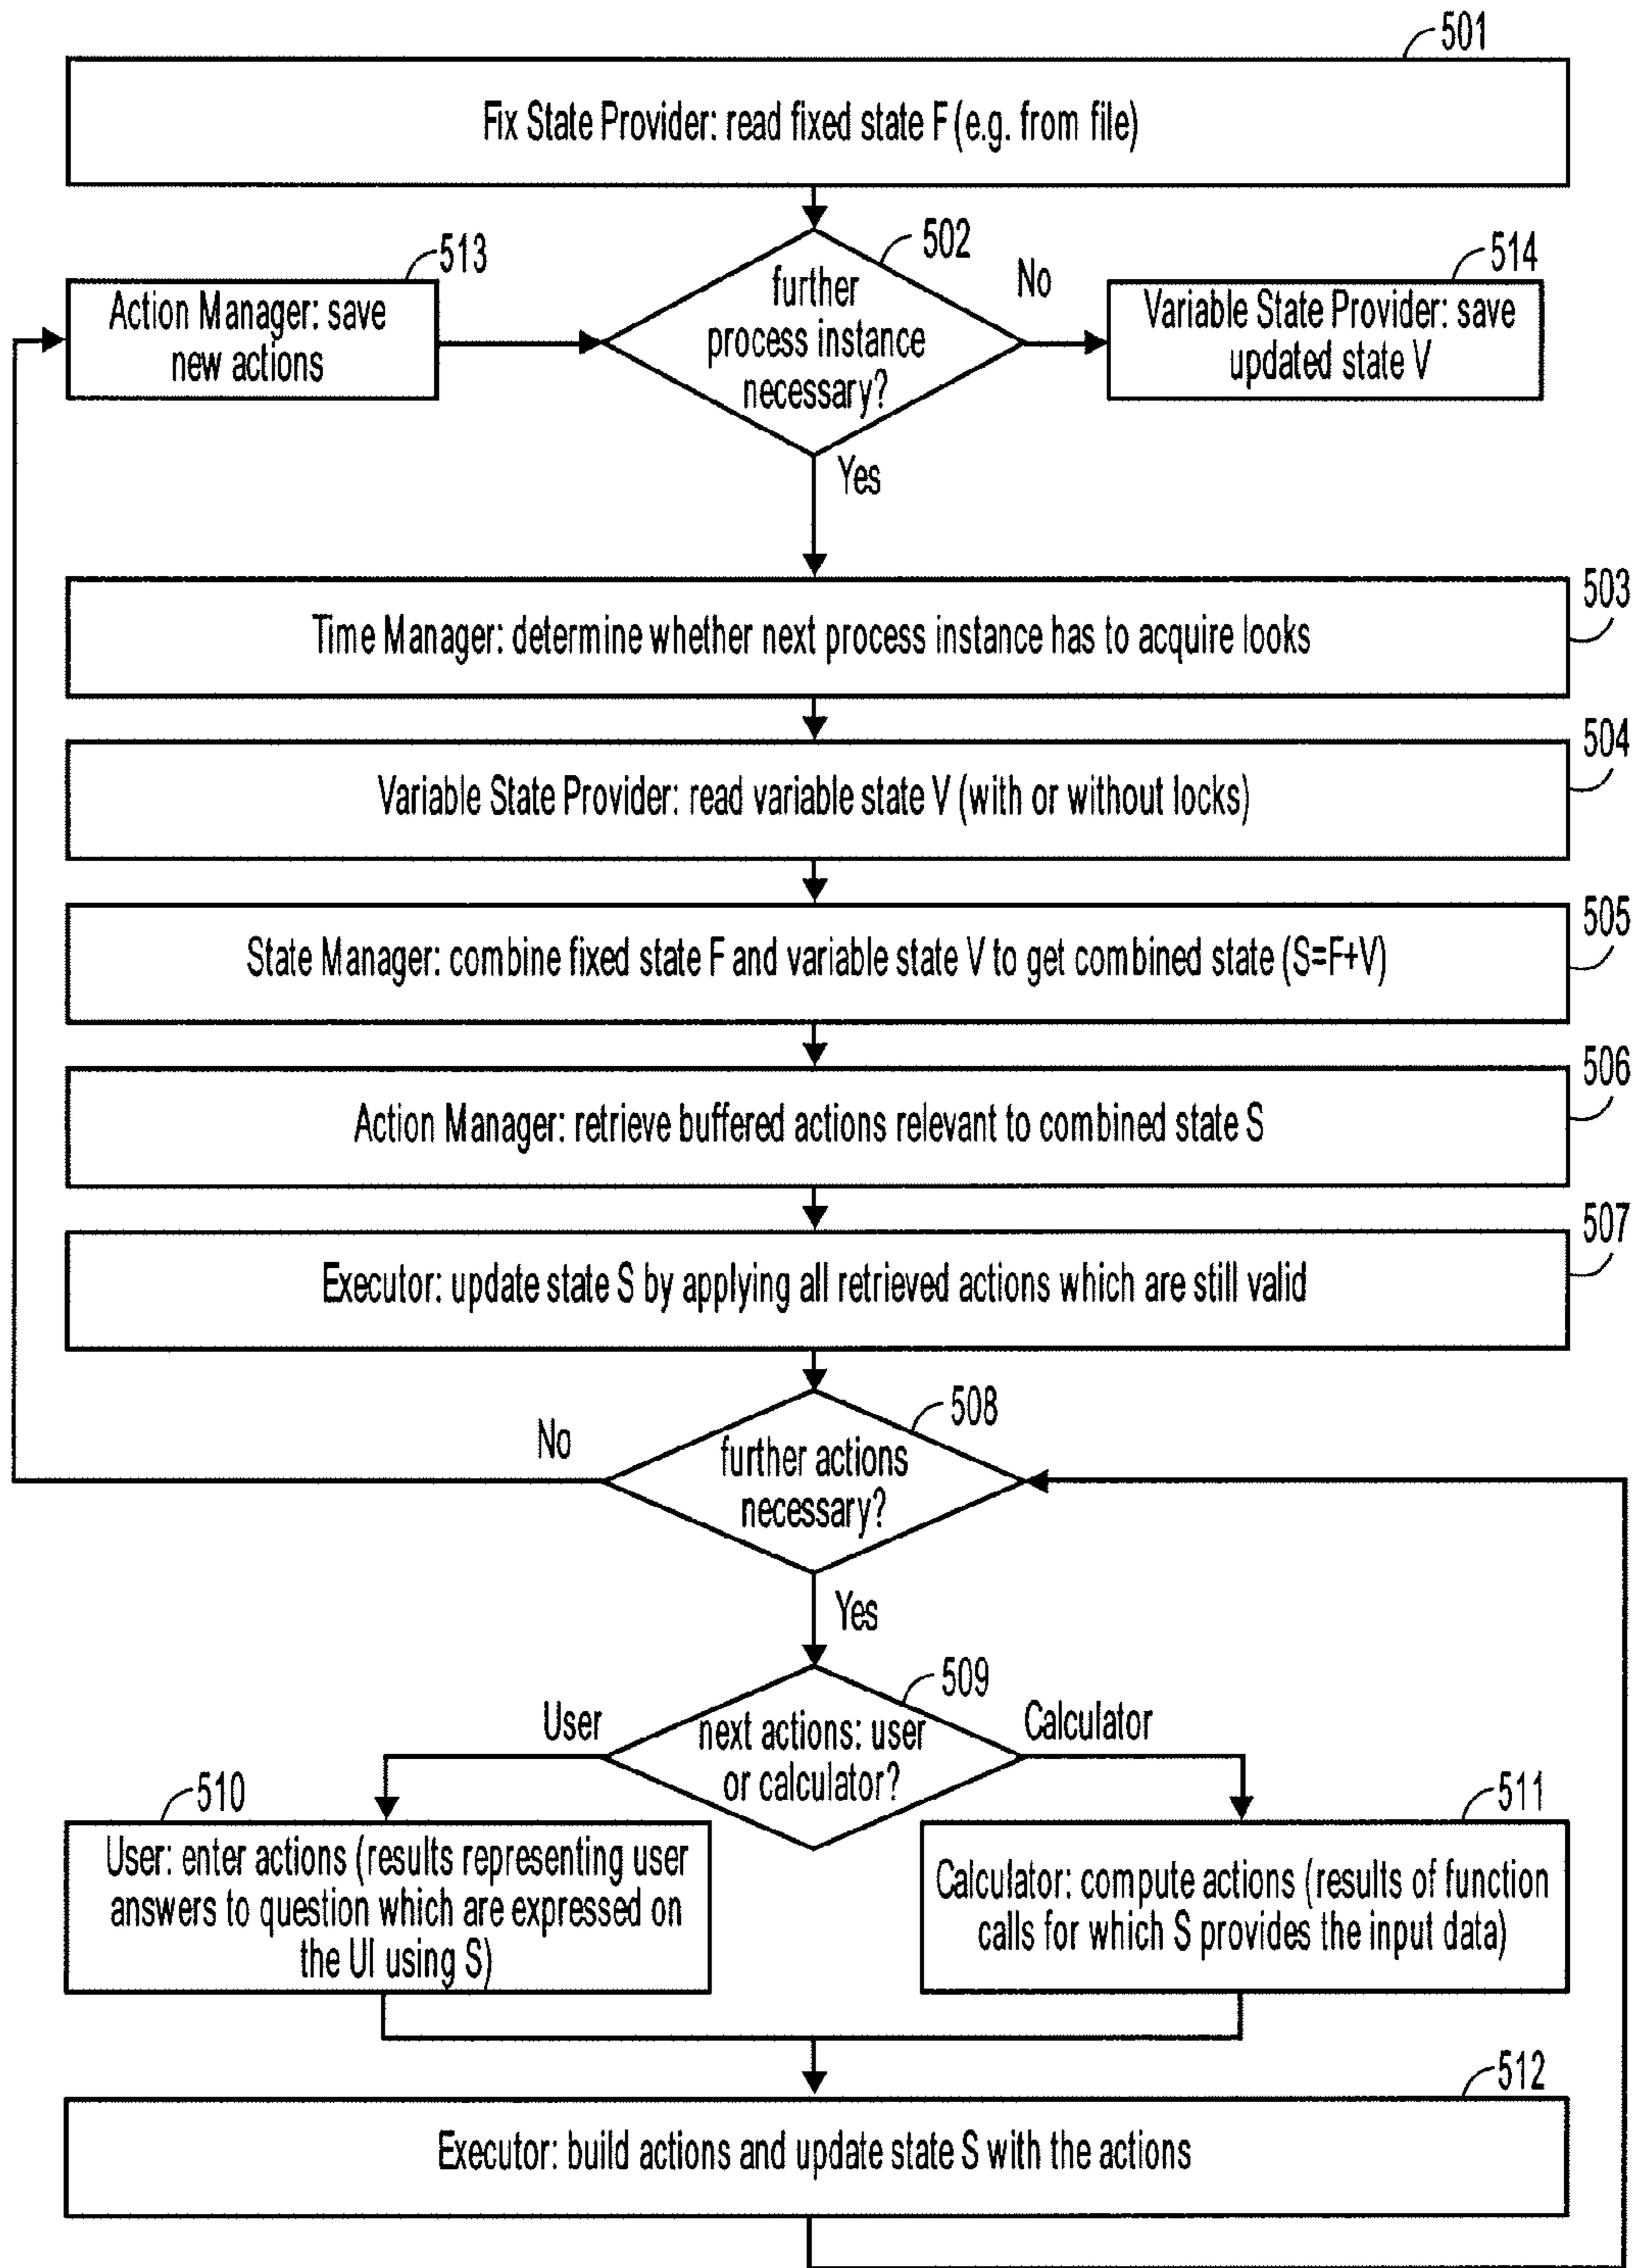 501
Fix State Provider: read fixed state F (e.g. from file)
502
513
514
further
process instance
necessary?
No
Action Manager: save
new actions
Variable State Provider: save
updated state V
Yes
503
Time Manager: determine whether next process instance has to acquire looks
504
Variable State Provider: read variable state V (with or without locks)
505
State Manager: combine fixed state F and variable state V to get combined state (S=F+V)
506
Action Manager: retrieve buffered actions relevant to combined state S
507
Executor: update state S by applying all retrieved actions which are still valid
508
No
further actions
necessary?
Yes
509
User
next actions: user
or calculator?
Calculator
510
511
User: enter actions (results representing user
answers to question which are expressed on
the UI using S)
Calculator: compute actions (results of function
calls for which S provides the input data)
512
Executor: build actions and update state S with the actions